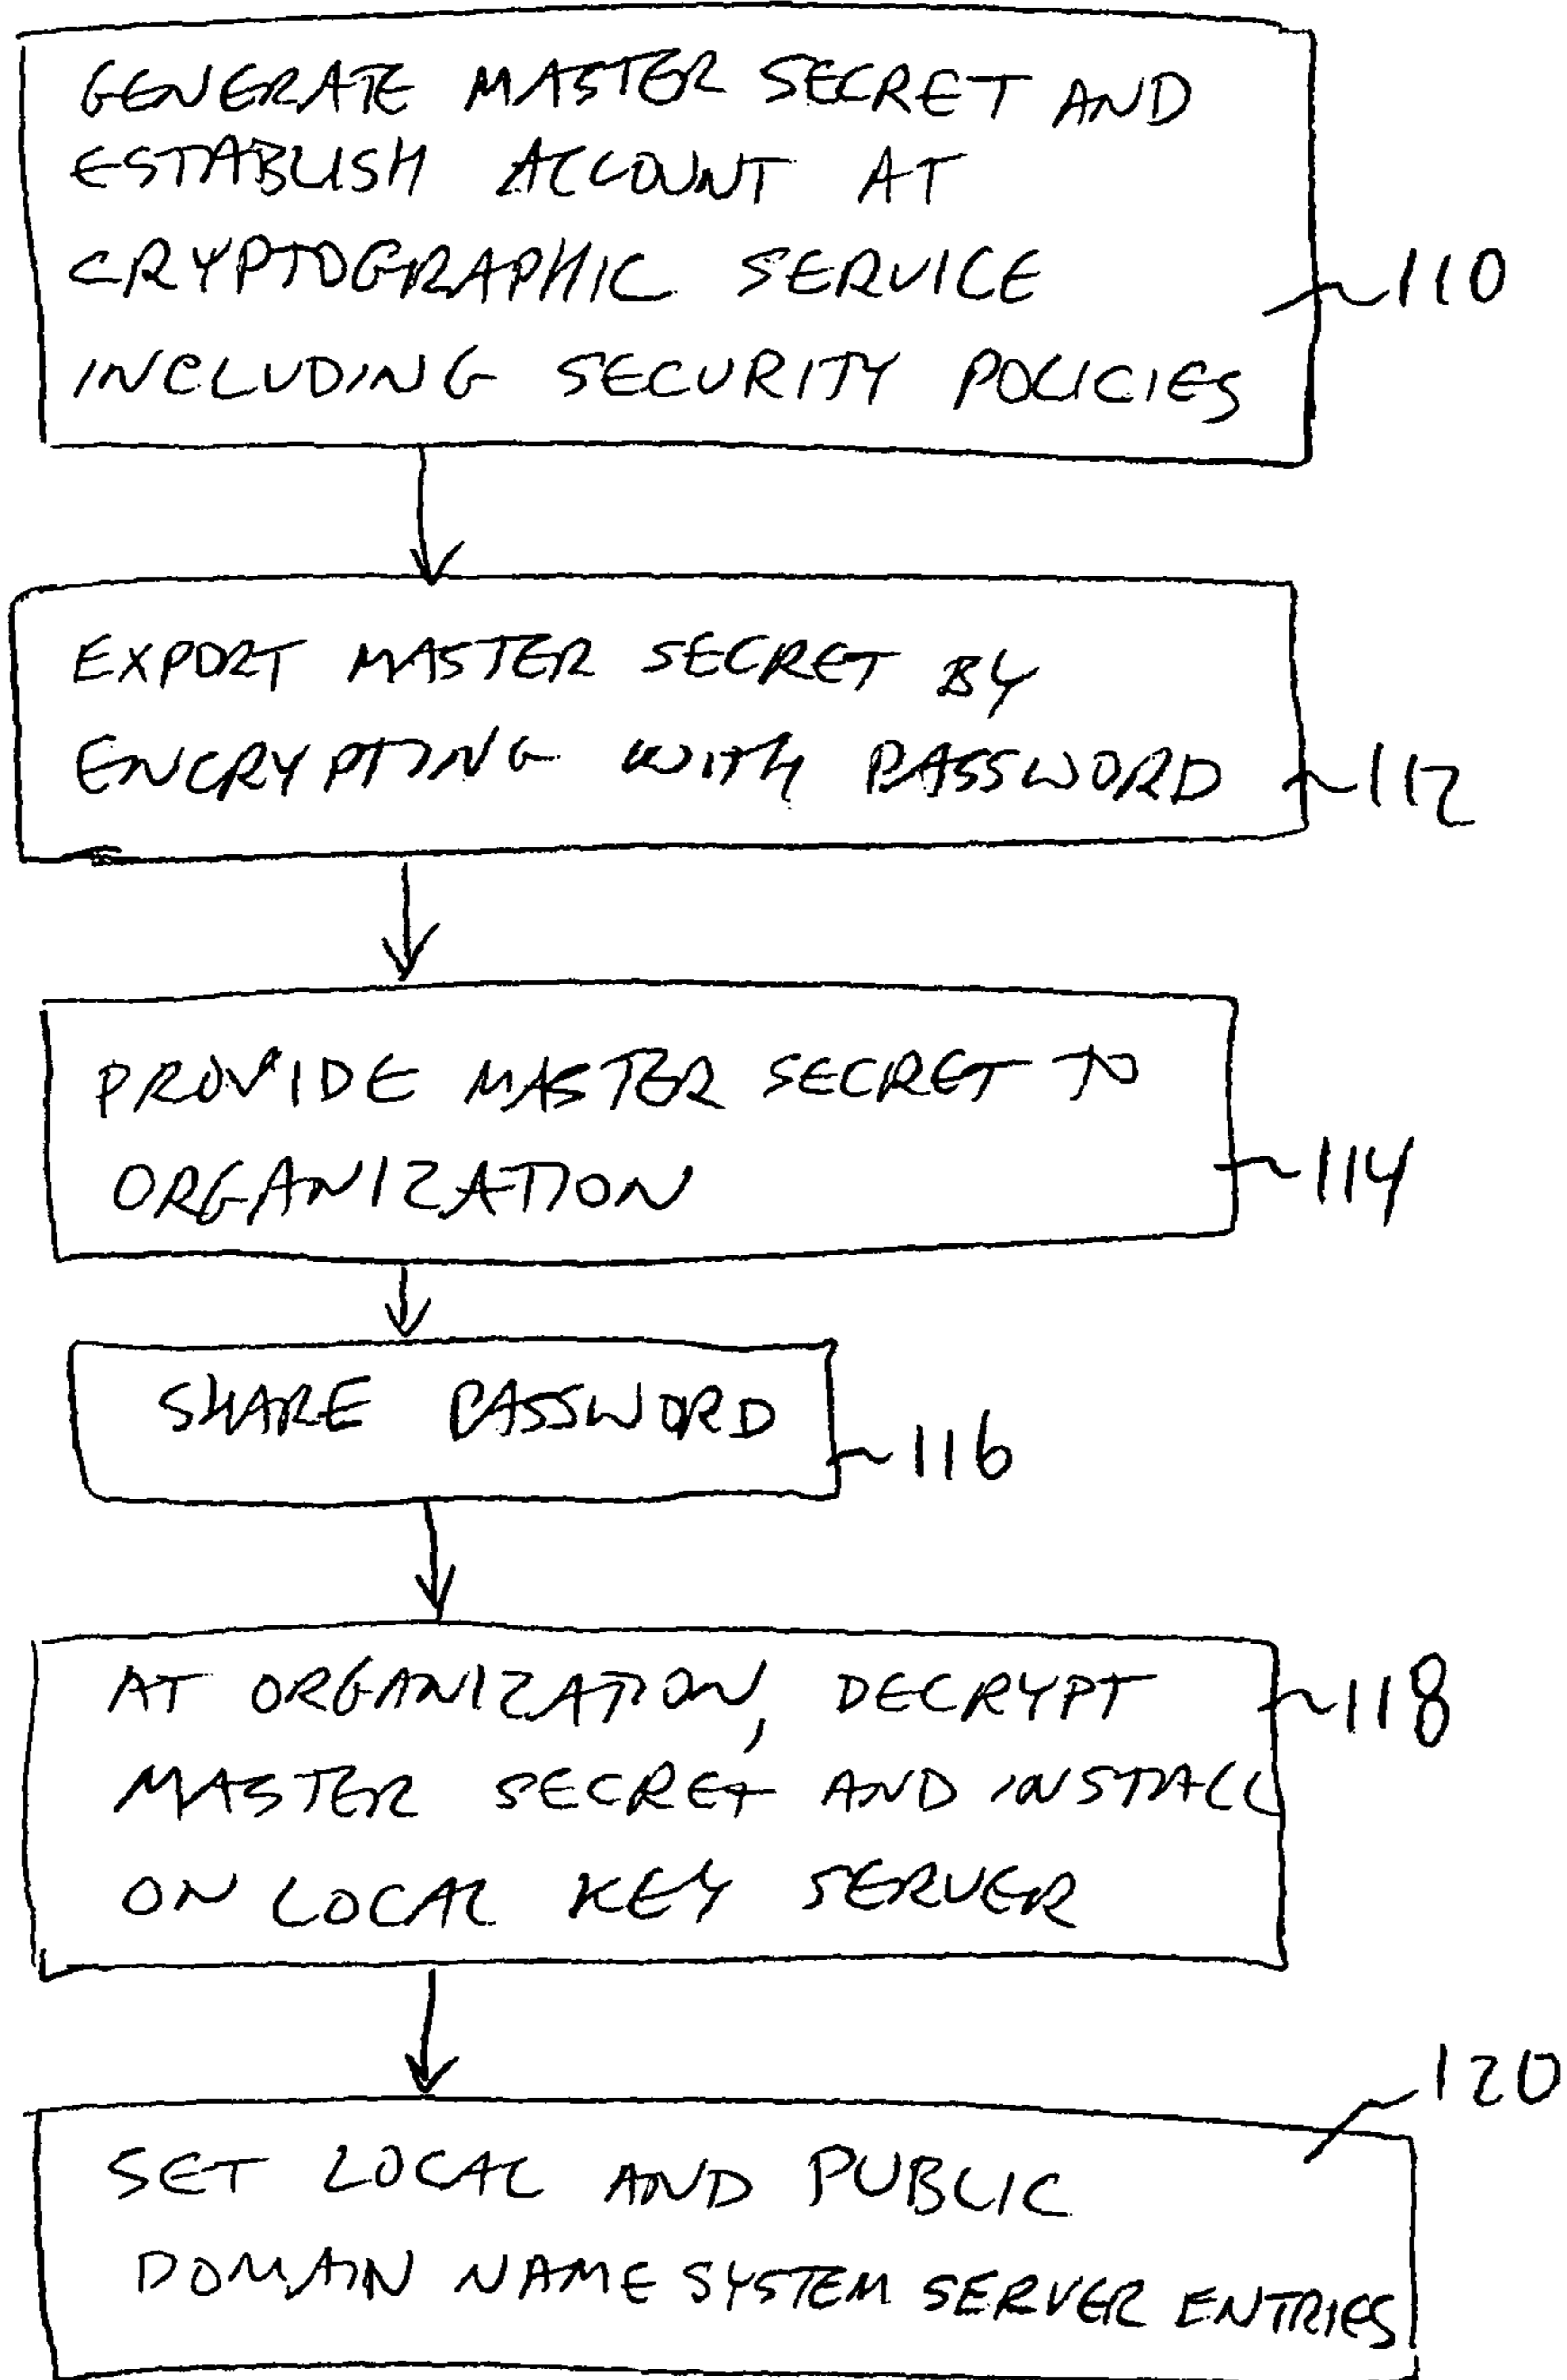 GENERATE MASTER SECRET AND
ESTABLISH ACCOUNT AT
CRYPTOGRAPHIC SERVICE
INCLUDING SECURITY POLICIES
110
EXPORT MASTER SECRET BY
ENCRYPTING WITH PASSWORD
112
PROVIDE MASTER SECRET TO
ORGANIZATION
114
SHARE PASSWORD
116
AT ORGANIZATION, DECRYPT
118
MASTER SECRET AND INSTALL
ON LOCAL KEY SERVER
120
SET LOCAL AND PUBLIC
DOMAIN NAME SYSTEM SERVER ENTRIES